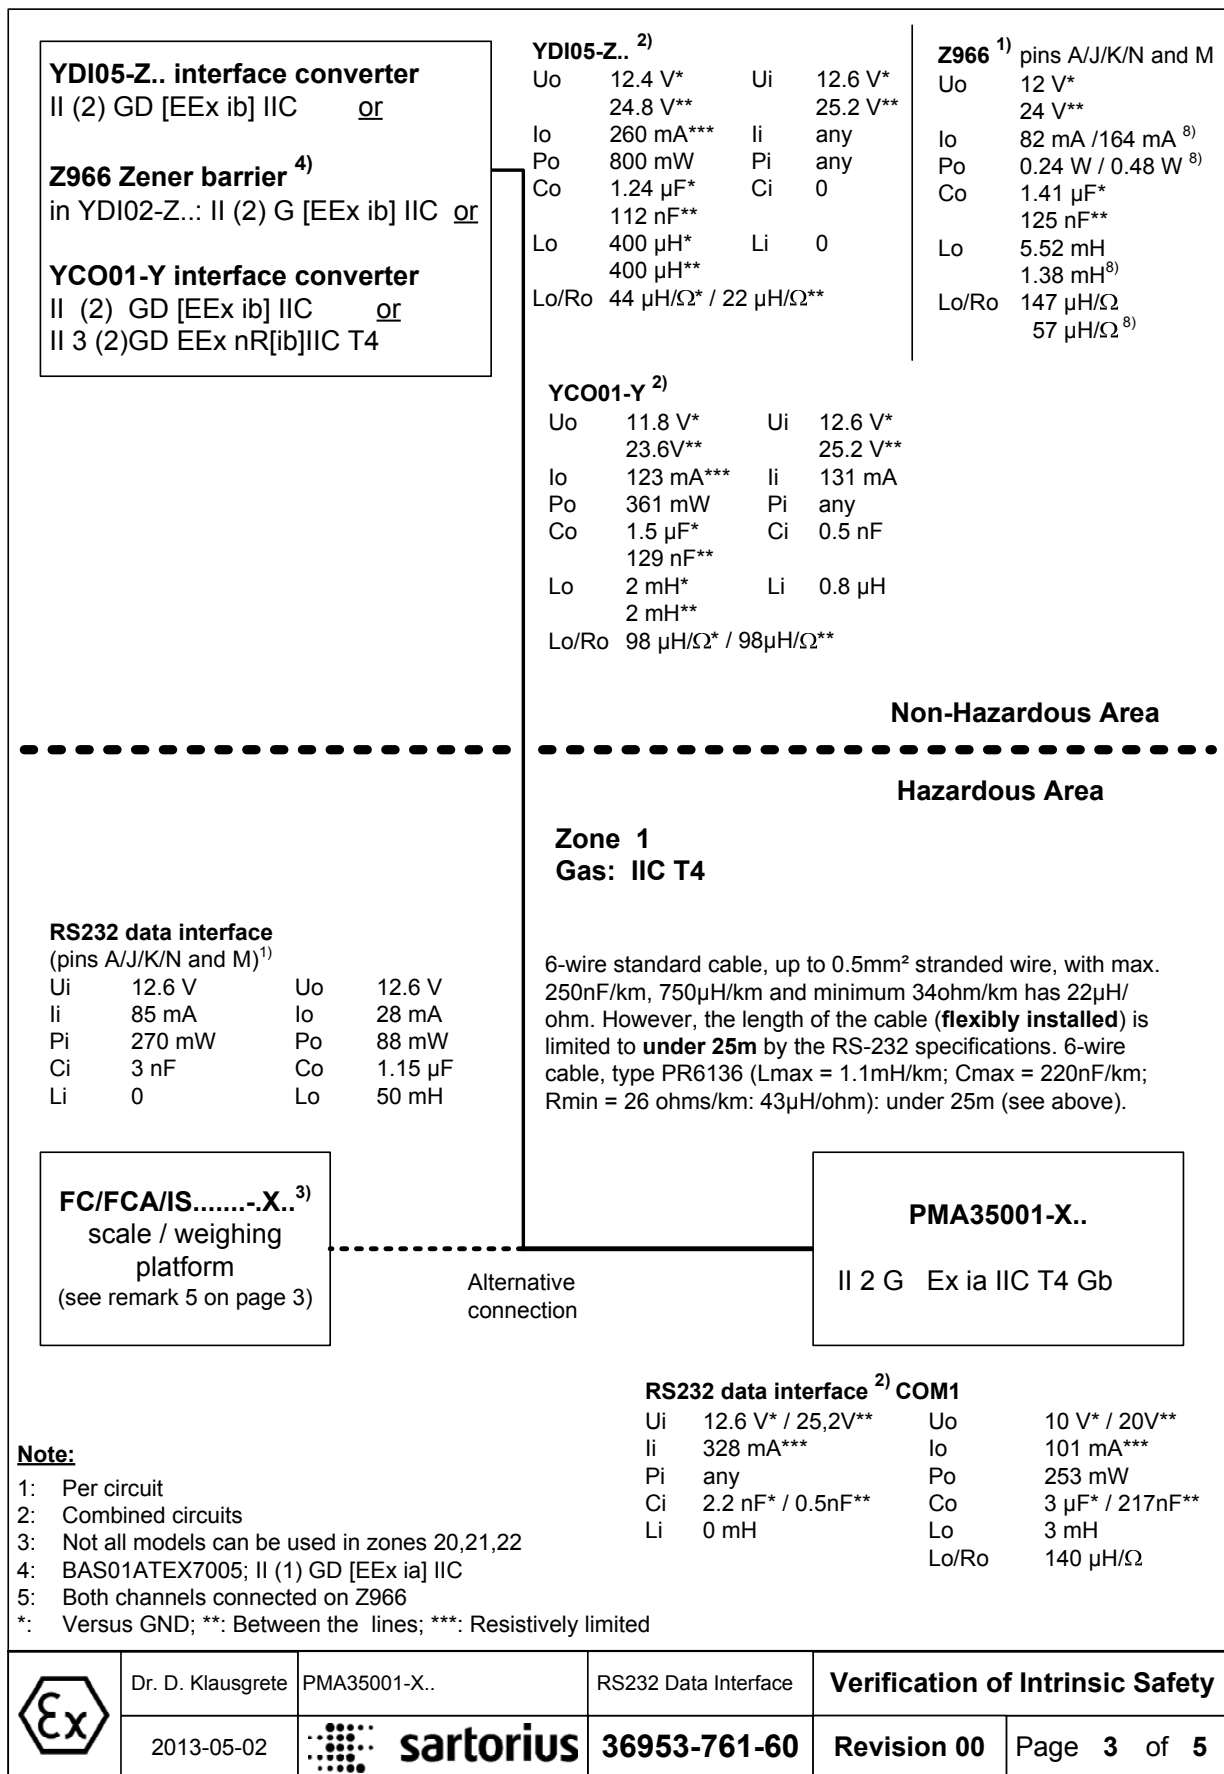 YDI05-Z.. interface converter
II (2) GD [EEx ib] IIC or
Z966 Zener barrier 4)
in YDI02-Z..: II (2) G [EEx ib] IIC or
YCO01-Y interface converter
II (2) GD [EEx ib] IIC or
II 3 (2)GD EEx nR[ib]IIC T4
YDI05-Z.. 2)
Uo 12.4 V* Ui 12.6 V*
24.8 V** 25.2 V**
Io 260 mA*** Ii any
Po 800 mW Pi any
Co 1.24 µF* Ci 0
112 nF**
Lo 400 µH* Li 0
400 µH**
Lo/Ro 44 µH/Ω* / 22 µH/Ω**
Z966 1) pins A/J/K/N and M
Uo 12 V*
24 V**
Io 82 mA /164 mA 8)
Po 0.24 W / 0.48 W 8)
Co 1.41 µF*
125 nF**
Lo 5.52 mH
1.38 mH8)
Lo/Ro 147 µH/Ω
57 µH/Ω 8)
YCO01-Y 2)
Uo 11.8 V* Ui 12.6 V*
23.6V** 25.2 V**
Io 123 mA*** Ii 131 mA
Po 361 mW Pi any
Co 1.5 µF* Ci 0.5 nF
129 nF**
Lo 2 mH* Li 0.8 µH
2 mH**
Lo/Ro 98 µH/Ω* / 98µH/Ω**
Non-Hazardous Area
Hazardous Area
Zone 1
Gas: IIC T4
RS232 data interface
(pins A/J/K/N and M)1)
Ui 12.6 V Uo 12.6 V
Ii 85 mA Io 28 mA
Pi 270 mW Po 88 mW
Ci 3 nF Co 1.15 µF
Li 0 Lo 50 mH
6-wire standard cable, up to 0.5mm² stranded wire, with max.
250nF/km, 750µH/km and minimum 34ohm/km has 22µH/
ohm. However, the length of the cable (flexibly installed) is
limited to under 25m by the RS-232 specifications. 6-wire
cable, type PR6136 (Lmax = 1.1mH/km; Cmax = 220nF/km;
Rmin = 26 ohms/km: 43µH/ohm): under 25m (see above).
FC/FCA/IS.......-.X..3)
scale / weighing
platform
(see remark 5 on page 3)
Alternative
connection
PMA35001-X..
II 2 G Ex ia IIC T4 Gb
RS232 data interface 2) COM1
Ui 12.6 V* / 25,2V** Uo 10 V* / 20V**
Ii 328 mA*** Io 101 mA***
Pi any Po 253 mW
Ci 2.2 nF* / 0.5nF** Co 3 µF* / 217nF**
Li 0 mH Lo 3 mH
Lo/Ro 140 µH/Ω
Note:
1: Per circuit
2: Combined circuits
3: Not all models can be used in zones 20,21,22
4: BAS01ATEX7005; II (1) GD [EEx ia] IIC
5: Both channels connected on Z966
*: Versus GND; **: Between the lines; ***: Resistively limited
Ex
Dr. D. Klausgrete PMA35001-X.. RS232 Data Interface Verification of Intrinsic Safety
2013-05-02 sartorius 36953-761-60 Revision 00 Page 3 of 5